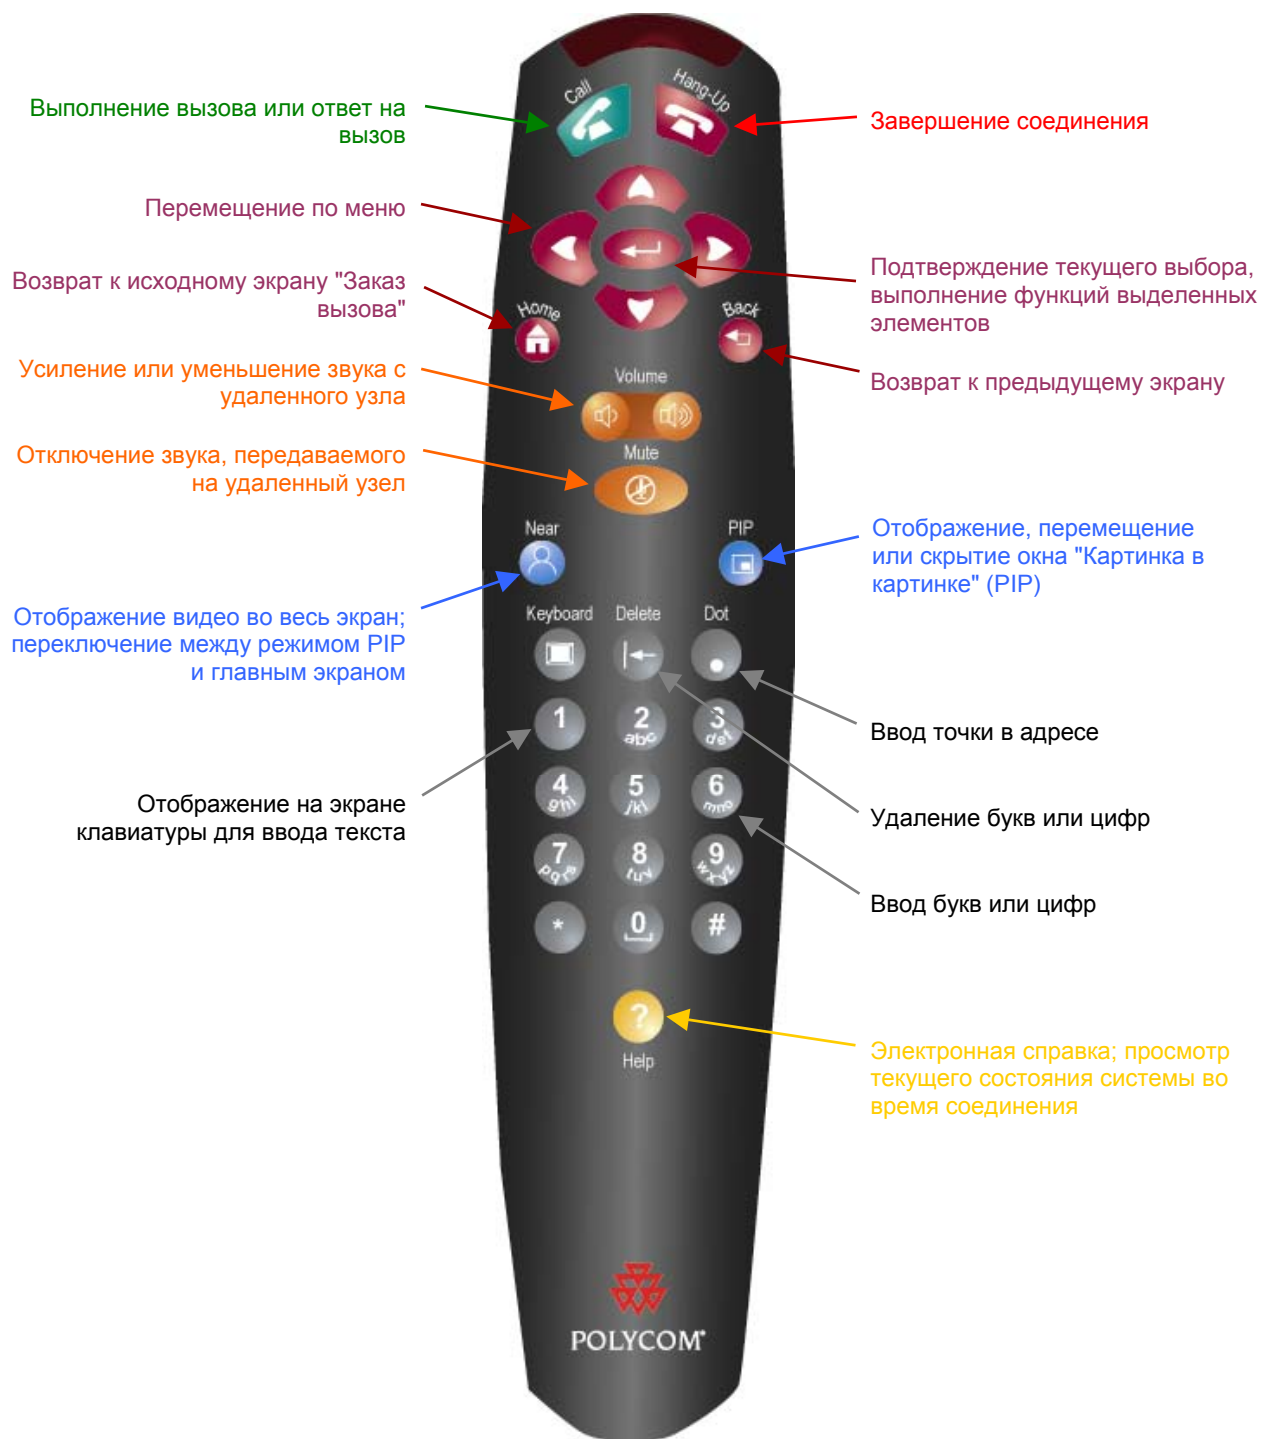 Call
Hang-Up
Выполнение вызова или ответ на
вызов
Завершение соединения
Перемещение по меню
Подтверждение текущего выбора,
выполнение функций выделенных
элементов
Возврат к исходному экрану "Заказ
вызова"
Home
Back
Возврат к предыдущему экрану
Усиление или уменьшение звука с
удаленного узла
Volume
Отключение звука, передаваемого
на удаленный узел
Mute
Near
PIP
Отображение, перемещение
или скрытие окна "Картинка в
картинке" (PIP)
Отображение видео во весь экран;
переключение между режимом PIP
и главным экраном
Keyboard Delete Dot
1 2 3
abc def
Ввод точки в адресе
Отображение на экране
клавиатуры для ввода текста
4 5 6
ghi jkl mno
Удаление букв или цифр
7 8 9
pqrs tuv wxyz
Ввод букв или цифр
* 0 #
?
Help
Электронная справка; просмотр
текущего состояния системы во
время соединения
POLYCOM®